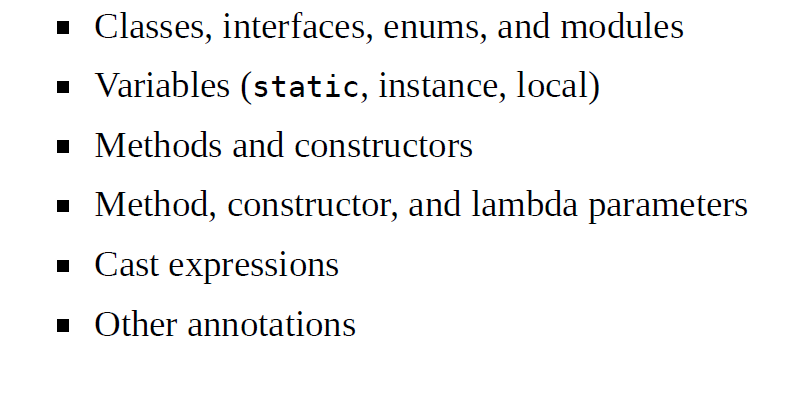 ▪ Classes, interfaces, enums, and modules
▪ Variables (static, instance, local)
▪ Methods and constructors
▪ Method, constructor, and lambda parameters
▪ Cast expressions
▪ Other annotations